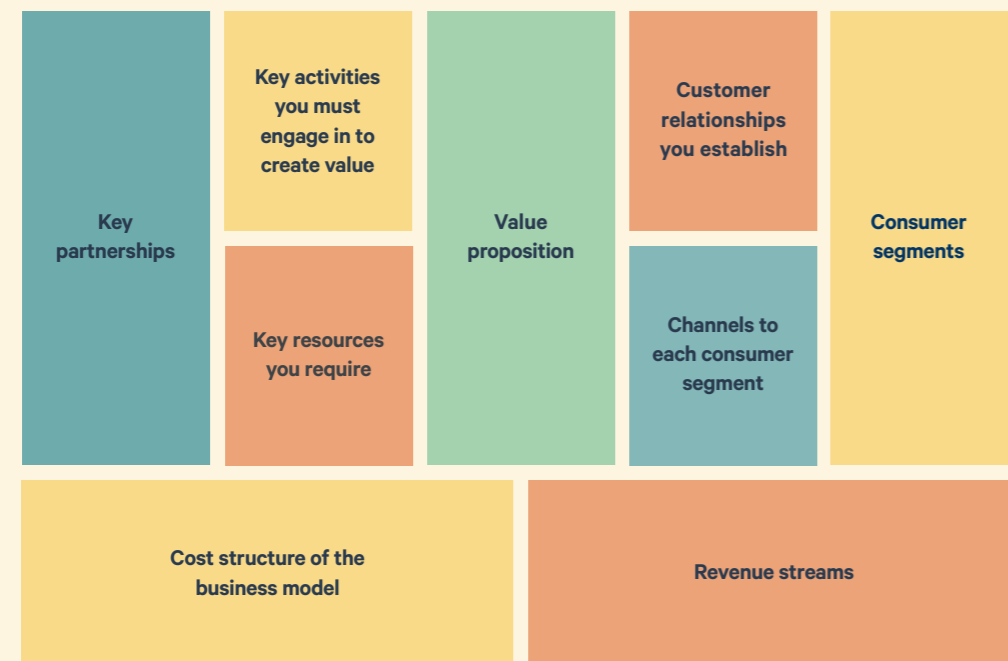 Key
partnerships
Key activities
you must
engage in to
create value
Key resources
you require
Value
proposition
Customer
relationships
you establish
Channels to
each consumer
segment
Consumer
segments
Cost structure of the
business model
Revenue streams